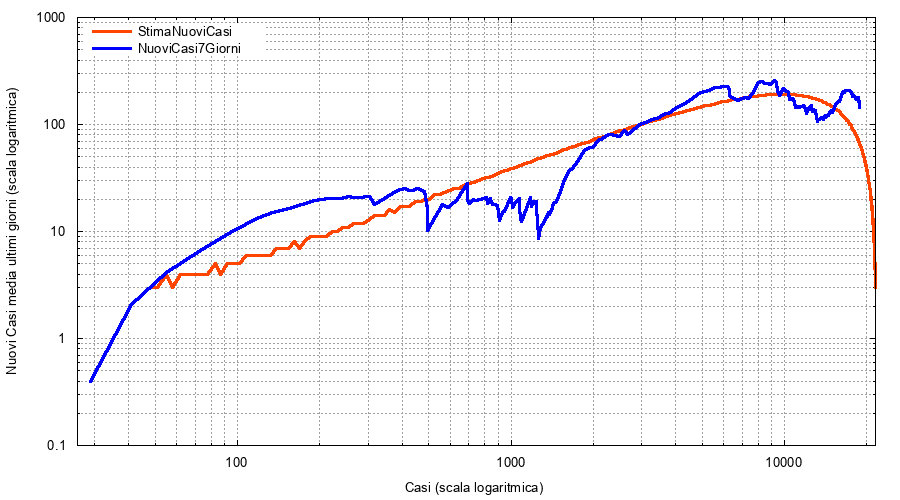 1000
100
10
1
0.1
StimaNuoviCasi
NuoviCasi7Giorni
Nuovi Casi media ultimi giorni (scala logaritmica)
100
1000
10000
Casi (scala logaritmica)